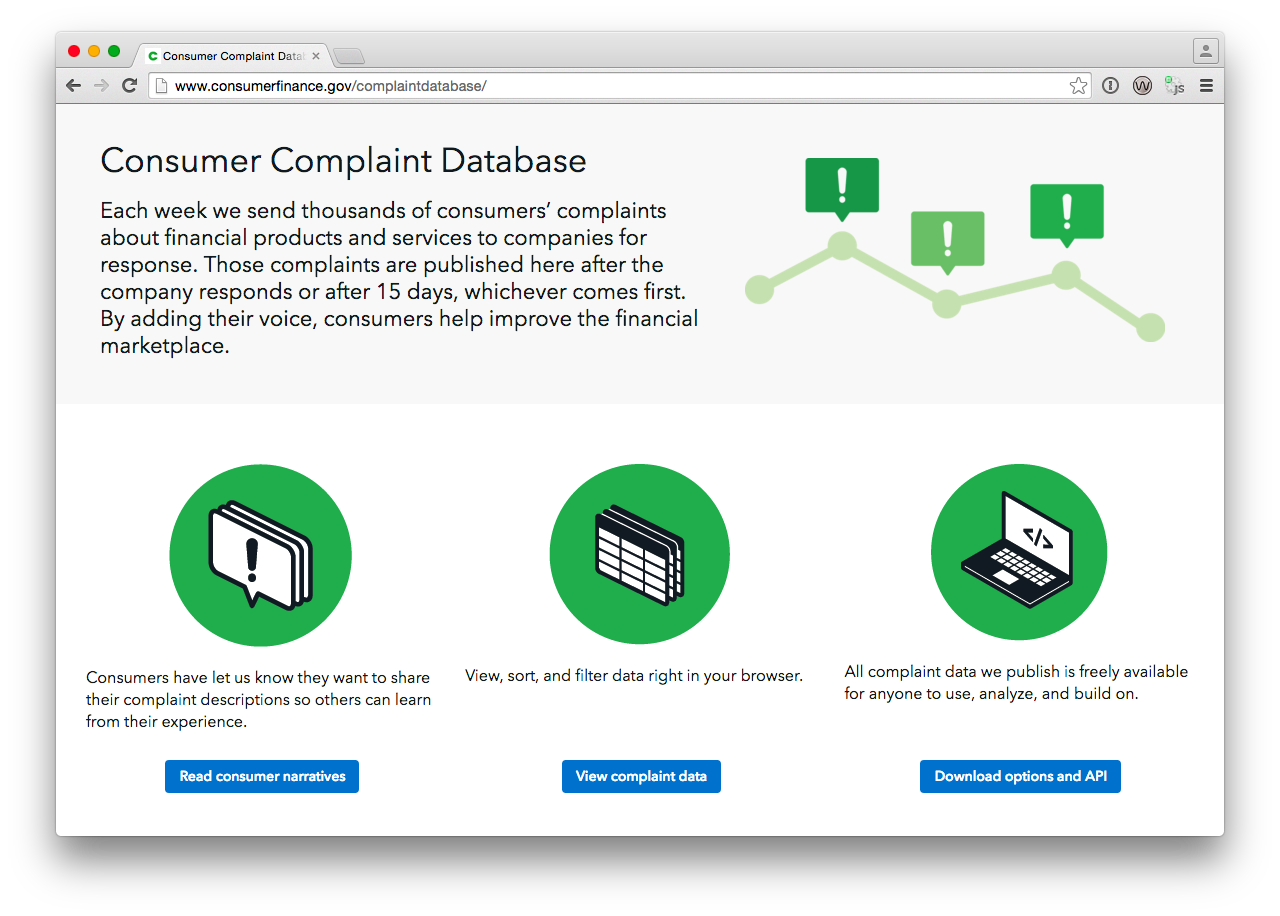 Consumer Complaint Data
www.consumerfinance.gov/complaintdatabase/
Consumer Complaint Database
Each week we send thousands of consumers’ complaints
about financial products and services to companies for
response. Those complaints are published here after the
company responds or after 15 days, whichever comes first.
By adding their voice, consumers help improve the financial
marketplace.
Consumers have let us know they want to share
their complaint descriptions so others can learn
from their experience.
Read consumer narratives
View, sort, and filter data right in your browser.
View complaint data
All complaint data we publish is freely available
for anyone to use, analyze, and build on.
Download options and API